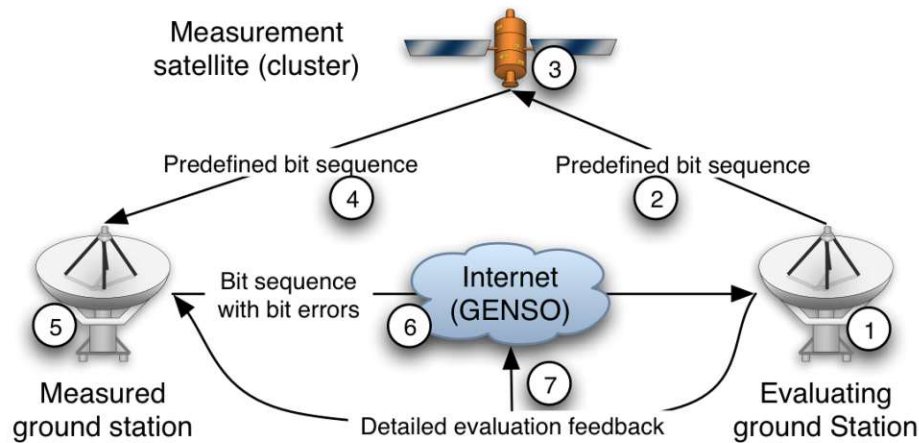 Measurement
satellite (cluster)
3
Predefined bit sequence
4
Predefined bit sequence
2
Bit sequence
with bit errors
Internet
(GENSO)
5
6
1
7
Measured
ground station
Detailed evaluation feedback
Evaluating
ground Station